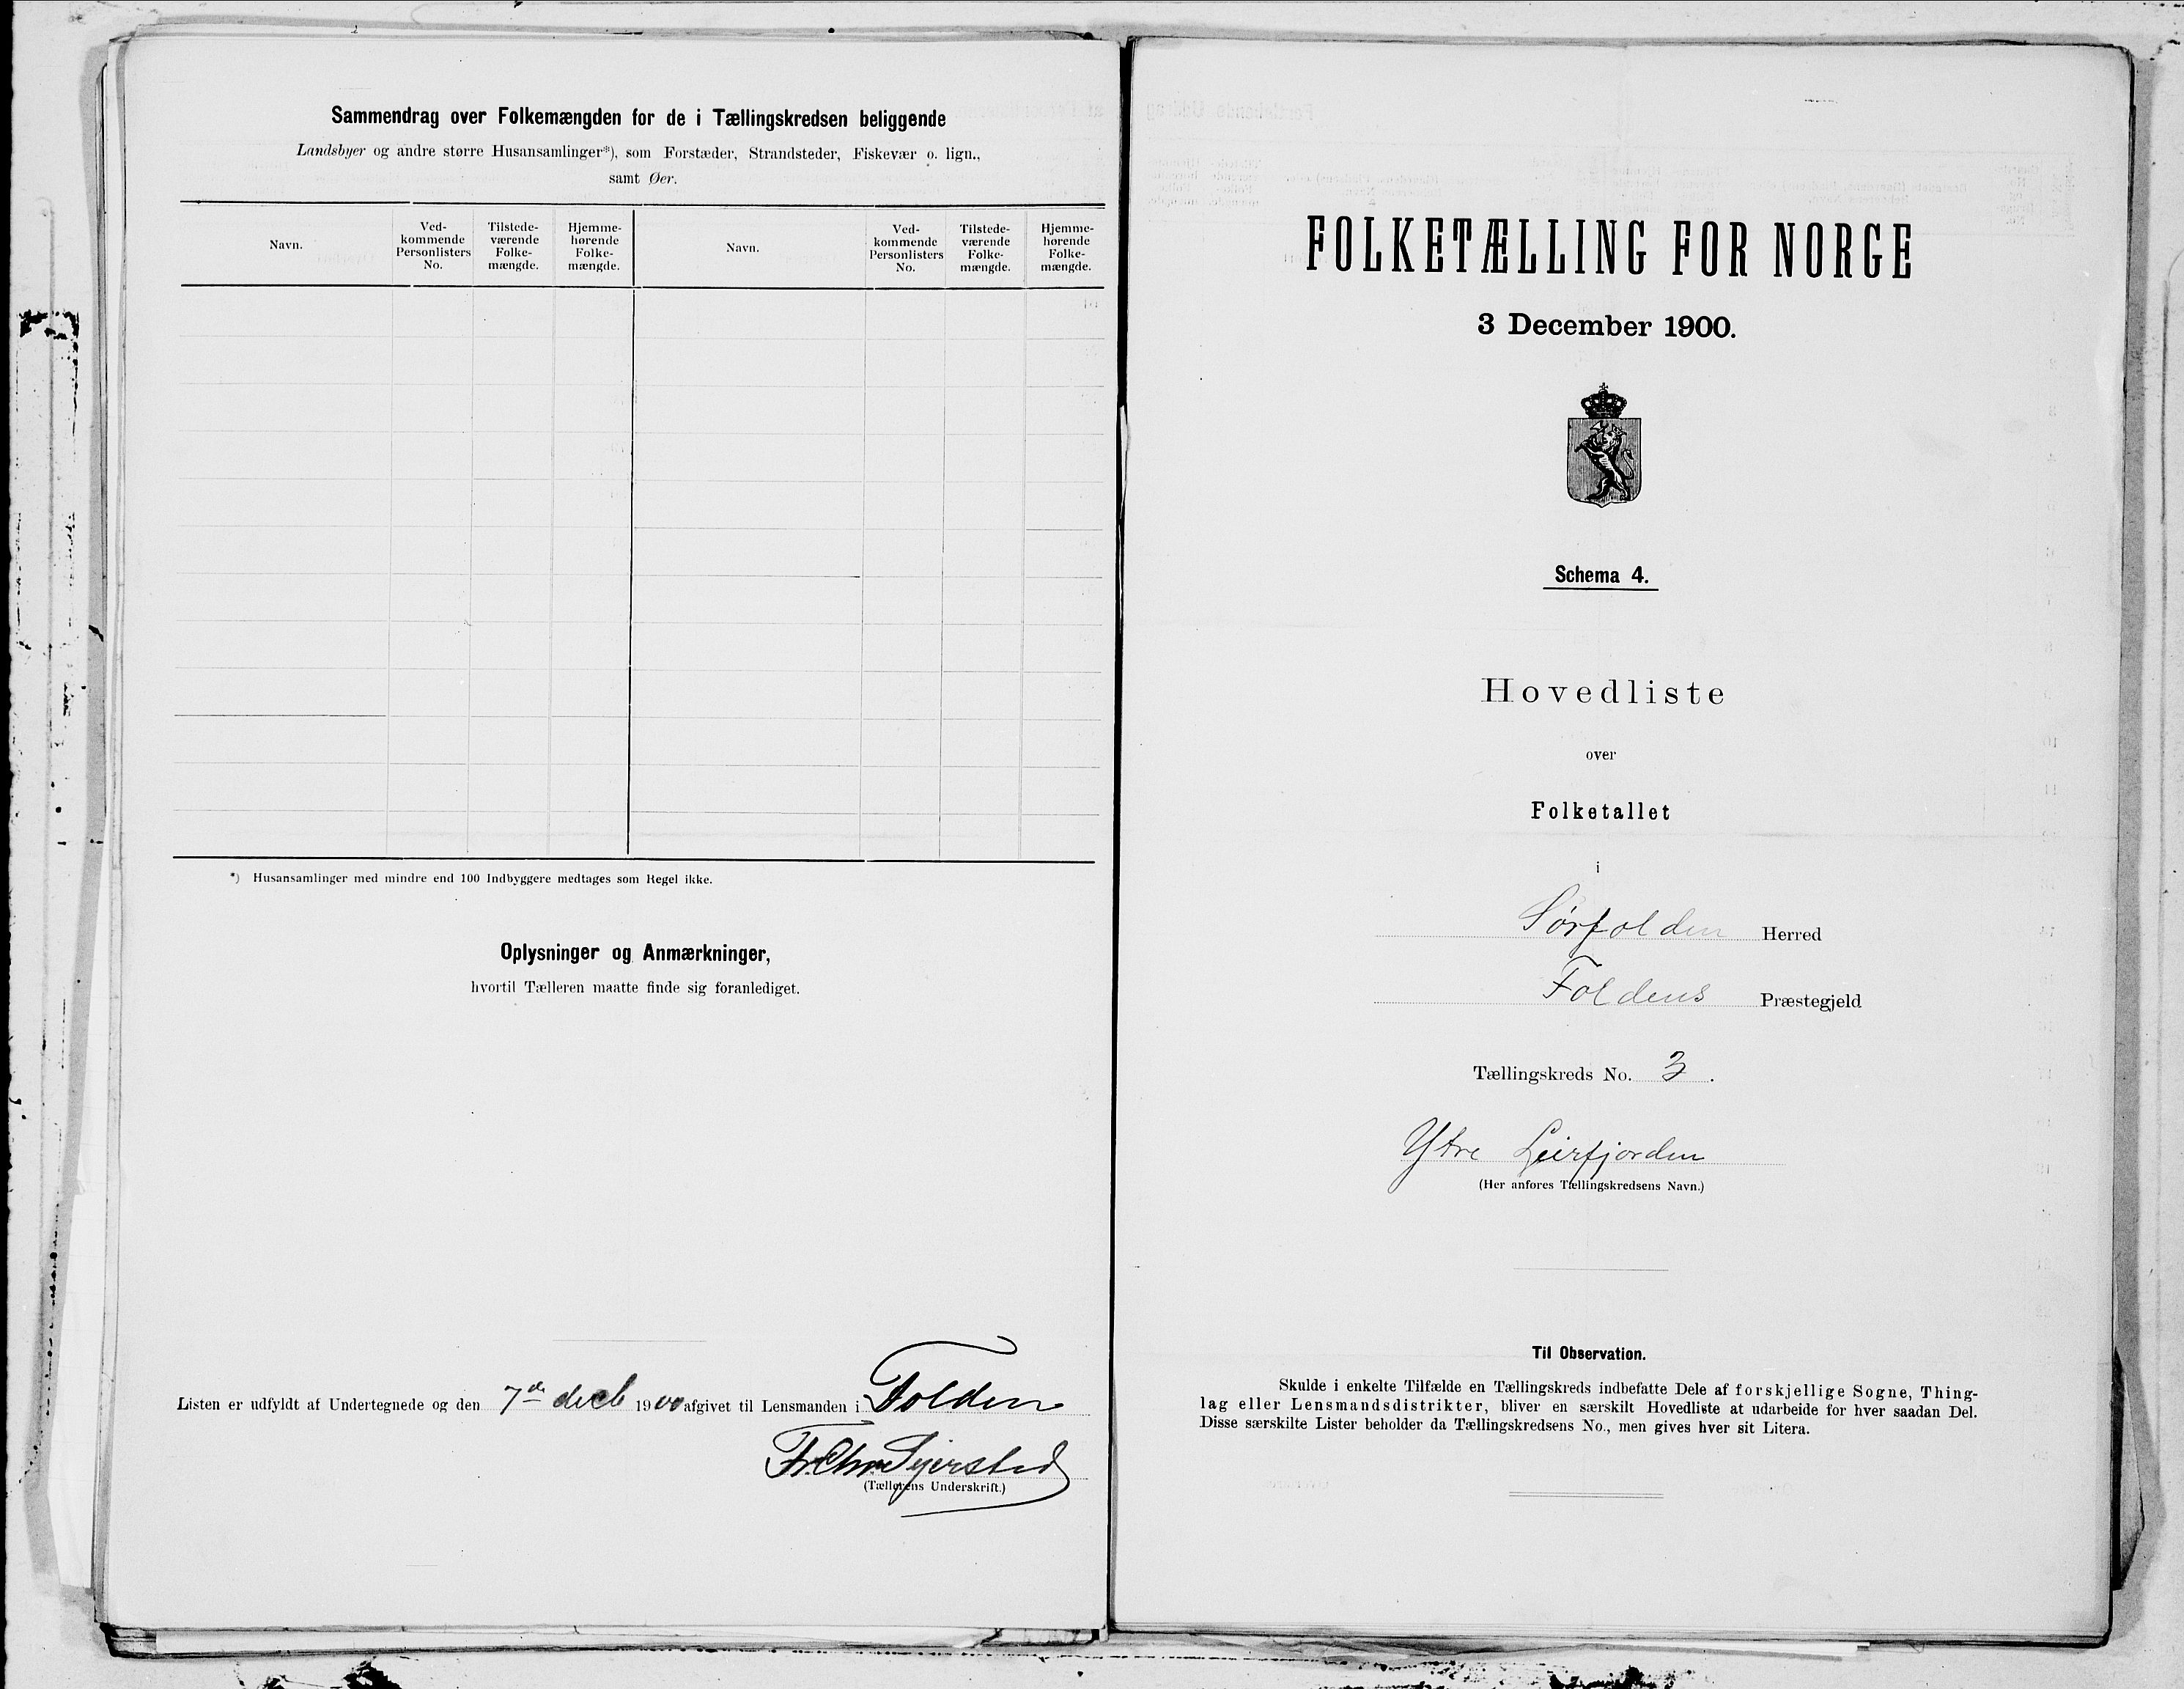 Sammendrag over Folkemængden for de i Tællingskredsen beliggende
Landsbyer og andre større Husansamlinger*), som Forstæder, Strandsteder, Fiskevær o. lign.,
samt Øer.
Navn.
Ved-
kommende
Personlisters
No.
Tilstede-
værende
Folke-
mængde.
Hjemme-
hørende
Folke-
mængde.
Navn.
Ved-
kommende
Personlisters
No.
Tilstede-
værende
Folke-
mængde.
Hjemme-
hørende
Folke-
mængde.
*) Husansamlinger med mindre end 100 Indbyggere medtages som Regel ikke.
Oplysninger og Anmærkninger,
hvortil Tælleren maatte finde sig foranlediget.
Listen er udfyldt af Undertegnede og den 7de decb 1900 afgivet til Lensmanden i Folden
Fr. Chr. Sejersted
(Tællerens Underskrift.)
FOLKETÆLLING FOR NORGE
3 December 1900.
Schema 4.
Hovedliste
over
Folketallet
i
Sørfolden Herred
Foldens Præstegjeld
Tællingskreds No. 3.
Ytre Leirfjorden
(Her anføres Tællingskredsens Navn.)
Til Observation.
Skulde i enkelte Tilfælde en Tællingskreds indbefatte Dele af forskjellige Sogne, Thing-
lag eller Lensmandsdistrikter, bliver en særskilt Hovedliste at udarbeide for hver saadan Del.
Disse særskilte Lister beholder da Tællingskredsens No., men gives hver sit Litera.